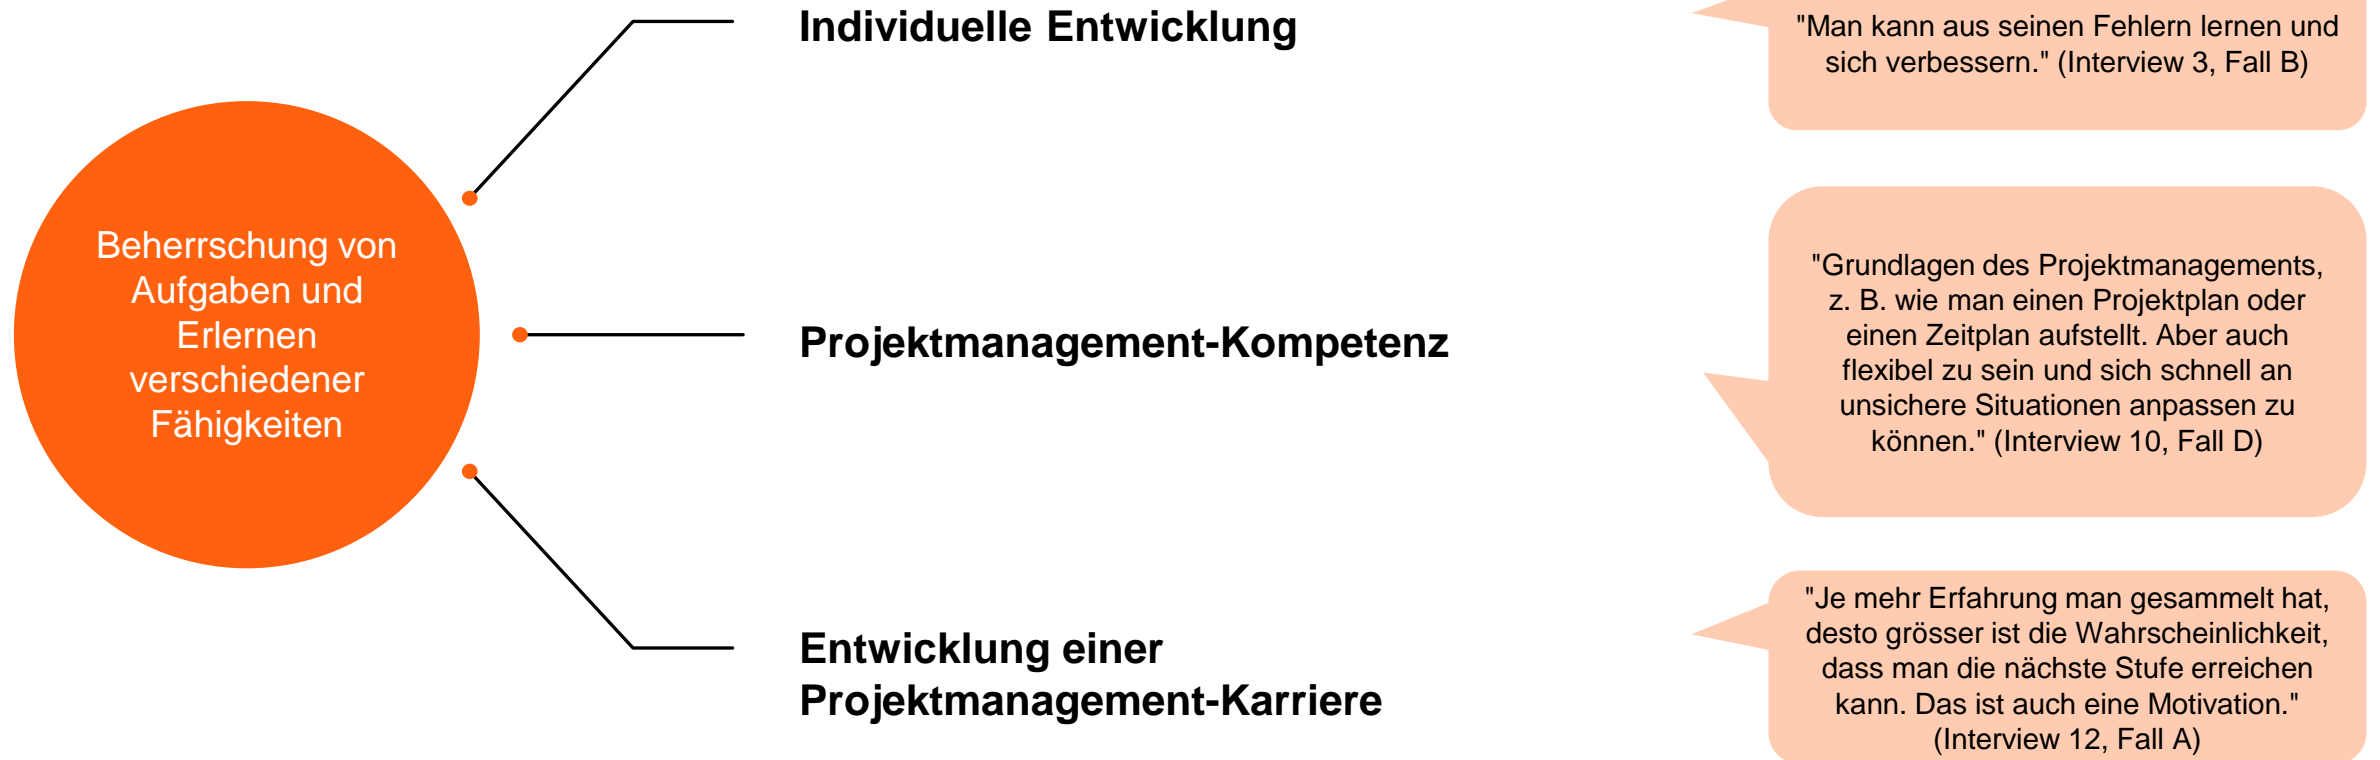 Individuelle Entwicklung
"Man kann aus seinen Fehlern lernen und
sich verbessern." (Interview 3, Fall B)
Beherrschung von
Aufgaben und
Erlernen
verschiedener
Fähigkeiten
Projektmanagement-Kompetenz
"Grundlagen des Projektmanagements,
z. B. wie man einen Projektplan oder
einen Zeitplan aufstellt. Aber auch
flexibel zu sein und sich schnell an
unsichere Situationen anpassen zu
können." (Interview 10, Fall D)
Entwicklung einer
Projektmanagement-Karriere
"Je mehr Erfahrung man gesammelt hat,
desto grösser ist die Wahrscheinlichkeit,
dass man die nächste Stufe erreichen
kann. Das ist auch eine Motivation."
(Interview 12, Fall A)